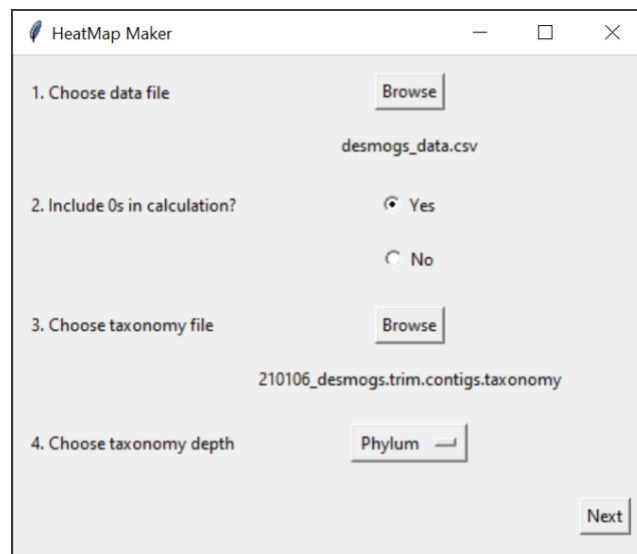 HeatMap Maker
1. Choose data file Browse
desmogs_data.csv
2. Include 0s in calculation? Yes
No
3. Choose taxonomy file Browse
210106_desmogs.trim.contigs.taxonomy
4. Choose taxonomy depth Phylum
Next